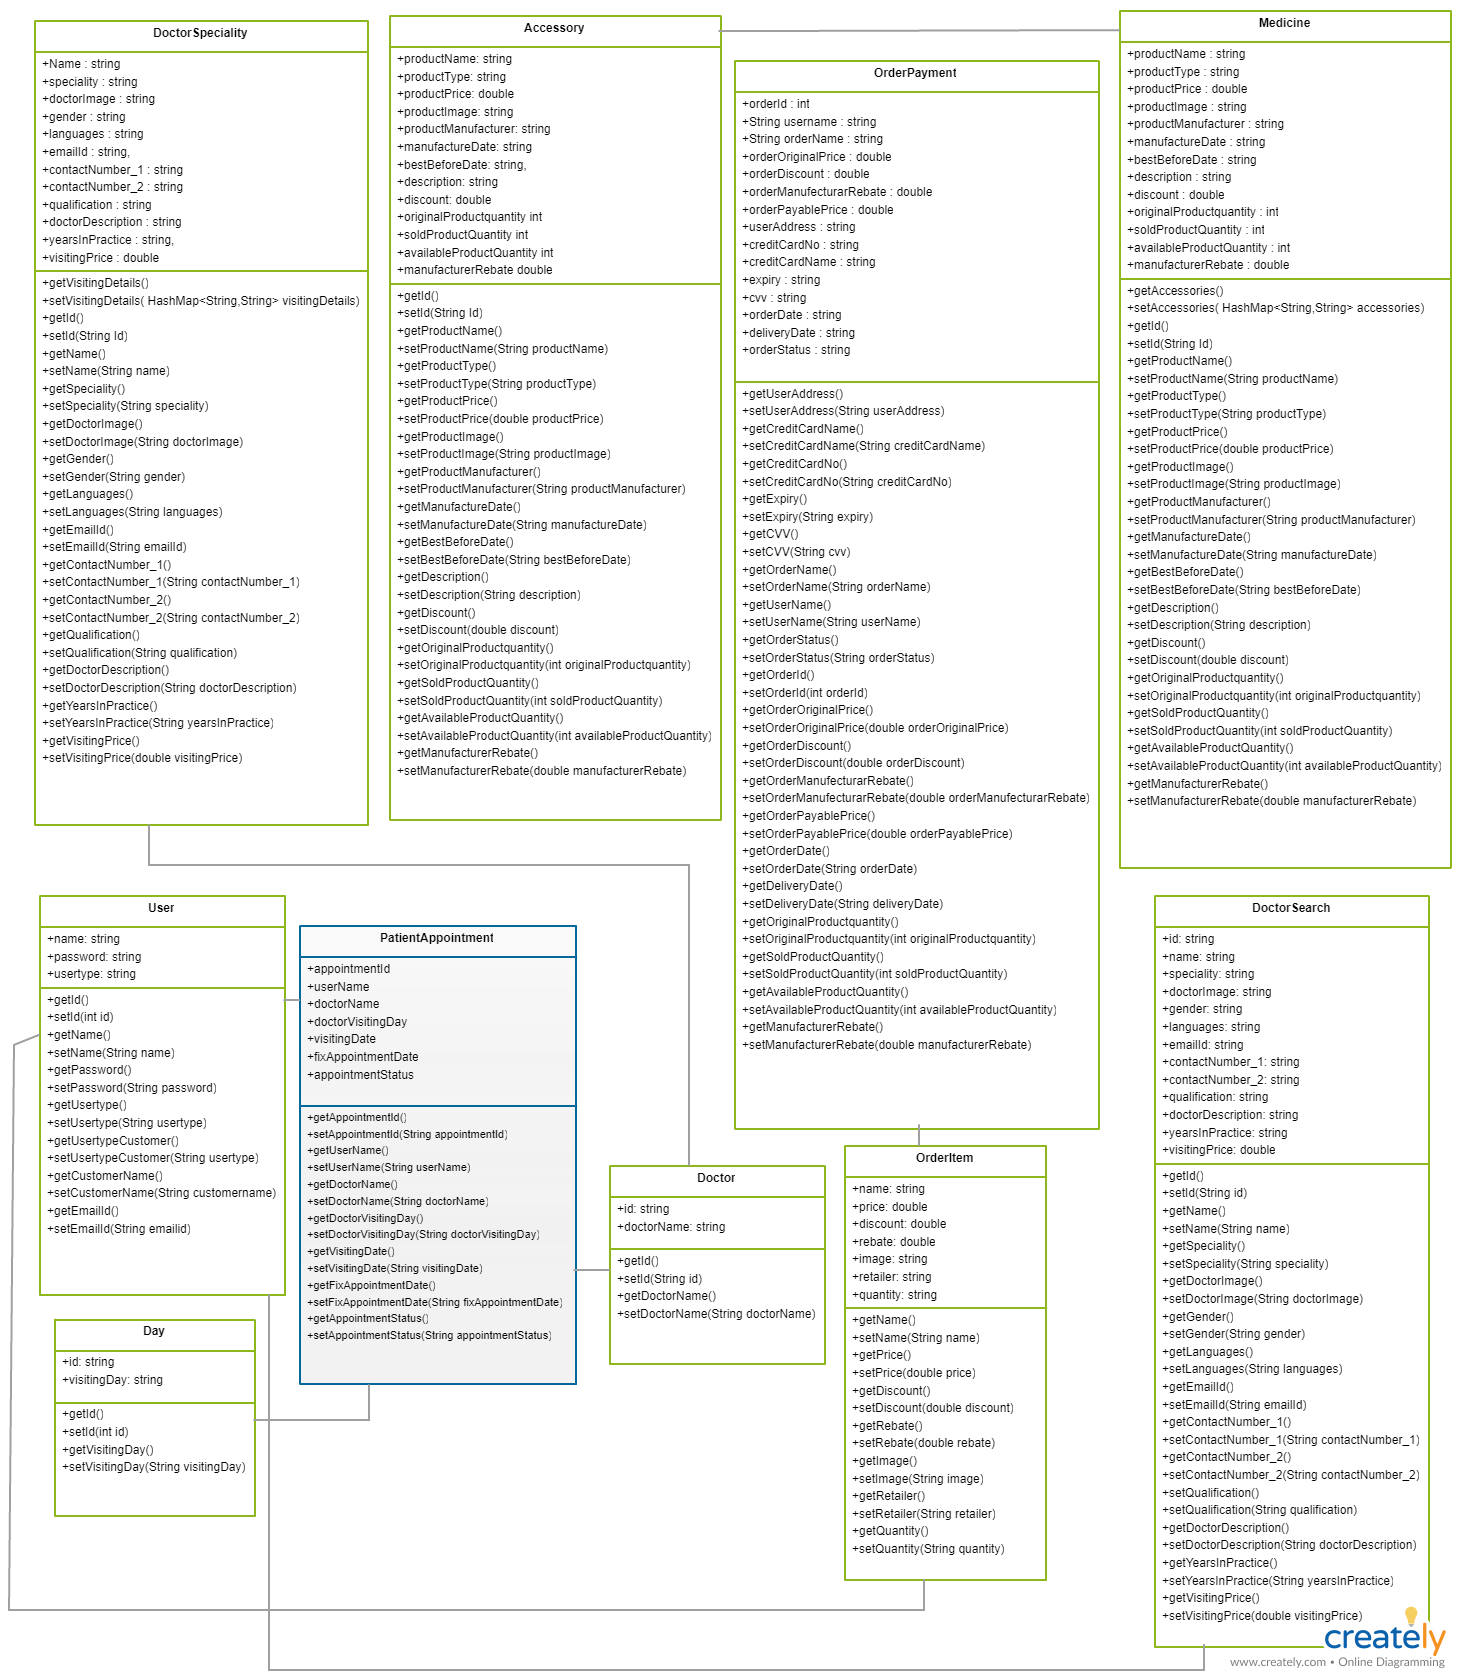 DoctorSpeciality
+Name : string
+speciality : string
+doctorImage : string
+gender : string
+languages : string
+emailId : string,
+contactNumber_1 : string
+contactNumber_2 : string
+qualification : string
+doctorDescription : string
+yearsInPractice : string,
+visitingPrice : double
+getVisitingDetails()
+setVisitingDetails( HashMap<String,String> visitingDetails)
+getId()
+setId(String Id)
+getName()
+setName(String name)
+getSpeciality()
+setSpeciality(String speciality)
+getDoctorImage()
+setDoctorImage(String doctorImage)
+getGender()
+setGender(String gender)
+getLanguages()
+setLanguages(String languages)
+getEmailId()
+setEmailId(String emailId)
+getContactNumber_1()
+setContactNumber_1(String contactNumber_1)
+getContactNumber_2()
+setContactNumber_2(String contactNumber_2)
+getQualification()
+setQualification(String qualification)
+getDoctorDescription()
+setDoctorDescription(String doctorDescription)
+getYearsInPractice()
+setYearsInPractice(String yearsInPractice)
+getVisitingPrice()
+setVisitingPrice(double visitingPrice)
Accessory
+productName: string
+productType: string
+productPrice: double
+productImage: string
+productManufacturer: string
+manufactureDate: string
+bestBeforeDate: string,
+description: string
+discount: double
+originalProductquantity int
+soldProductQuantity int
+availableProductQuantity int
+manufacturerRebate double
+getId()
+setId(String Id)
+getProductName()
+setProductName(String productName)
+getProductType()
+setProductType(String productType)
+getProductPrice()
+setProductPrice(double productPrice)
+getProductImage()
+setProductImage(String productImage)
+getProductManufacturer()
+setProductManufacturer(String productManufacturer)
+getManufactureDate()
+setManufactureDate(String manufactureDate)
+getBestBeforeDate()
+setBestBeforeDate(String bestBeforeDate)
+getDescription()
+setDescription(String description)
+getDiscount()
+setDiscount(double discount)
+getOriginalProductquantity()
+setOriginalProductquantity(int originalProductquantity)
+getSoldProductQuantity()
+setSoldProductQuantity(int soldProductQuantity)
+getAvailableProductQuantity()
+setAvailableProductQuantity(int availableProductQuantity)
+getManufacturerRebate()
+setManufacturerRebate(double manufacturerRebate)
OrderPayment
+orderId : int
+String username : string
+String orderName : string
+orderOriginalPrice : double
+orderDiscount : double
+orderManufecturarRebate : double
+orderPayablePrice : double
+userAddress : string
+creditCardNo : string
+creditCardName : string
+expiry : string
+cvv : string
+orderDate : string
+deliveryDate : string
+orderStatus : string
+getUserAddress()
+setUserAddress(String userAddress)
+getCreditCardName()
+setCreditCardName(String creditCardName)
+getCreditCardNo()
+setCreditCardNo(String creditCardNo)
+getExpiry()
+setExpiry(String expiry)
+getCVV()
+setCVV(String cvv)
+getOrderName()
+setOrderName(String orderName)
+getUserName()
+setUserName(String userName)
+getOrderStatus()
+setOrderStatus(String orderStatus)
+getOrderId()
+setOrderId(int orderId)
+getOrderOriginalPrice()
+setOrderOriginalPrice(double orderOriginalPrice)
+getOrderDiscount()
+setOrderDiscount(double orderDiscount)
+getOrderManufecturarRebate()
+setOrderManufecturarRebate(double orderManufecturarRebate)
+getOrderPayablePrice()
+setOrderPayablePrice(double orderPayablePrice)
+getOrderDate()
+setOrderDate(String orderDate)
+getDeliveryDate()
+setDeliveryDate(String deliveryDate)
+getOriginalProductquantity()
+setOriginalProductquantity(int originalProductquantity)
+getSoldProductQuantity()
+setSoldProductQuantity(int soldProductQuantity)
+getAvailableProductQuantity()
+setAvailableProductQuantity(int availableProductQuantity)
+getManufacturerRebate()
+setManufacturerRebate(double manufacturerRebate)
Medicine
+productName : string
+productType : string
+productPrice : double
+productImage : string
+productManufacturer : string
+manufactureDate : string
+bestBeforeDate : string
+description : string
+discount : double
+originalProductquantity : int
+soldProductQuantity : int
+availableProductQuantity : int
+manufacturerRebate : double
+getAccessories()
+setAccessories( HashMap<String,String> accessories)
+getId()
+setId(String Id)
+getProductName()
+setProductName(String productName)
+getProductType()
+setProductType(String productType)
+getProductPrice()
+setProductPrice(double productPrice)
+getProductImage()
+setProductImage(String productImage)
+getProductManufacturer()
+setProductManufacturer(String productManufacturer)
+getManufactureDate()
+setManufactureDate(String manufactureDate)
+getBestBeforeDate()
+setBestBeforeDate(String bestBeforeDate)
+getDescription()
+setDescription(String description)
+getDiscount()
+setDiscount(double discount)
+getOriginalProductquantity()
+setOriginalProductquantity(int originalProductquantity)
+getSoldProductQuantity()
+setSoldProductQuantity(int soldProductQuantity)
+getAvailableProductQuantity()
+setAvailableProductQuantity(int availableProductQuantity)
+getManufacturerRebate()
+setManufacturerRebate(double manufacturerRebate)
User
+name: string
+password: string
+usertype: string
+getId()
+setId(int id)
+getName()
+setName(String name)
+getPassword()
+setPassword(String password)
+getUsertype()
+setUsertype(String usertype)
+getUsertypeCustomer()
+setUsertypeCustomer(String usertype)
+getCustomerName()
+setCustomerName(String customername)
+getEmailId()
+setEmailId(String emailid)
PatientAppointment
+appointmentId
+userName
+doctorName
+doctorVisitingDay
+visitingDate
+fixAppointmentDate
+appointmentStatus
+getAppointmentId()
+setAppointmentId(String appointmentId)
+getUserName()
+setUserName(String userName)
+getDoctorName()
+setDoctorName(String doctorName)
+getDoctorVisitingDay()
+setDoctorVisitingDay(String doctorVisitingDay)
+getVisitingDate()
+setVisitingDate(String visitingDate)
+getFixAppointmentDate()
+setFixAppointmentDate(String fixAppointmentDate)
+getAppointmentStatus()
+setAppointmentStatus(String appointmentStatus)
Doctor
+id: string
+doctorName: string
+getId()
+setId(String id)
+getDoctorName()
+setDoctorName(String doctorName)
OrderItem
+name: string
+price: double
+discount: double
+rebate: double
+image: string
+retailer: string
+quantity: string
+getName()
+setName(String name)
+getPrice()
+setPrice(double price)
+getDiscount()
+setDiscount(double discount)
+getRebate()
+setRebate(double rebate)
+getImage()
+setImage(String image)
+getRetailer()
+setRetailer(String retailer)
+getQuantity()
+setQuantity(String quantity)
DoctorSearch
+id: string
+name: string
+speciality: string
+doctorImage: string
+gender: string
+languages: string
+emailId: string
+contactNumber_1: string
+contactNumber_2: string
+qualification: string
+doctorDescription: string
+yearsInPractice: string
+visitingPrice: double
+getId()
+setId(String id)
+getName()
+setName(String name)
+getSpeciality()
+setSpeciality(String speciality)
+getDoctorImage()
+setDoctorImage(String doctorImage)
+getGender()
+setGender(String gender)
+getLanguages()
+setLanguages(String languages)
+getEmailId()
+setEmailId(String emailId)
+getContactNumber_1()
+setContactNumber_1(String contactNumber_1)
+getContactNumber_2()
+setContactNumber_2(String contactNumber_2)
+setQualification()
+setQualification(String qualification)
+getDoctorDescription()
+setDoctorDescription(String doctorDescription)
+getYearsInPractice()
+setYearsInPractice(String yearsInPractice)
+getVisitingPrice()
+setVisitingPrice(double visitingPrice)
Day
+id: string
+visitingDay: string
+getId()
+setId(int id)
+getVisitingDay()
+setVisitingDay(String visitingDay)
creately
www.creately.com • Online Diagramming